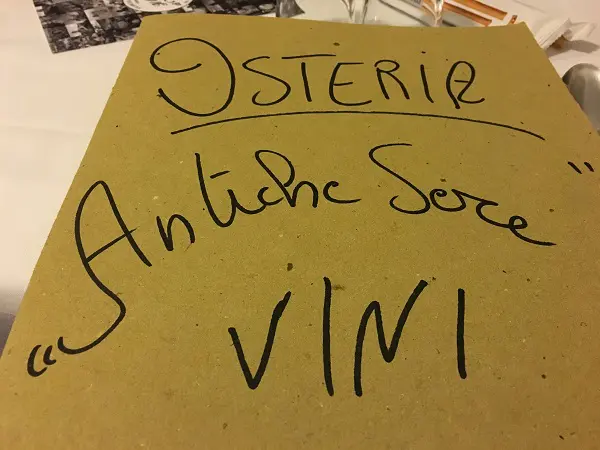 OSTERIA
"Antiche Sere"
VINI